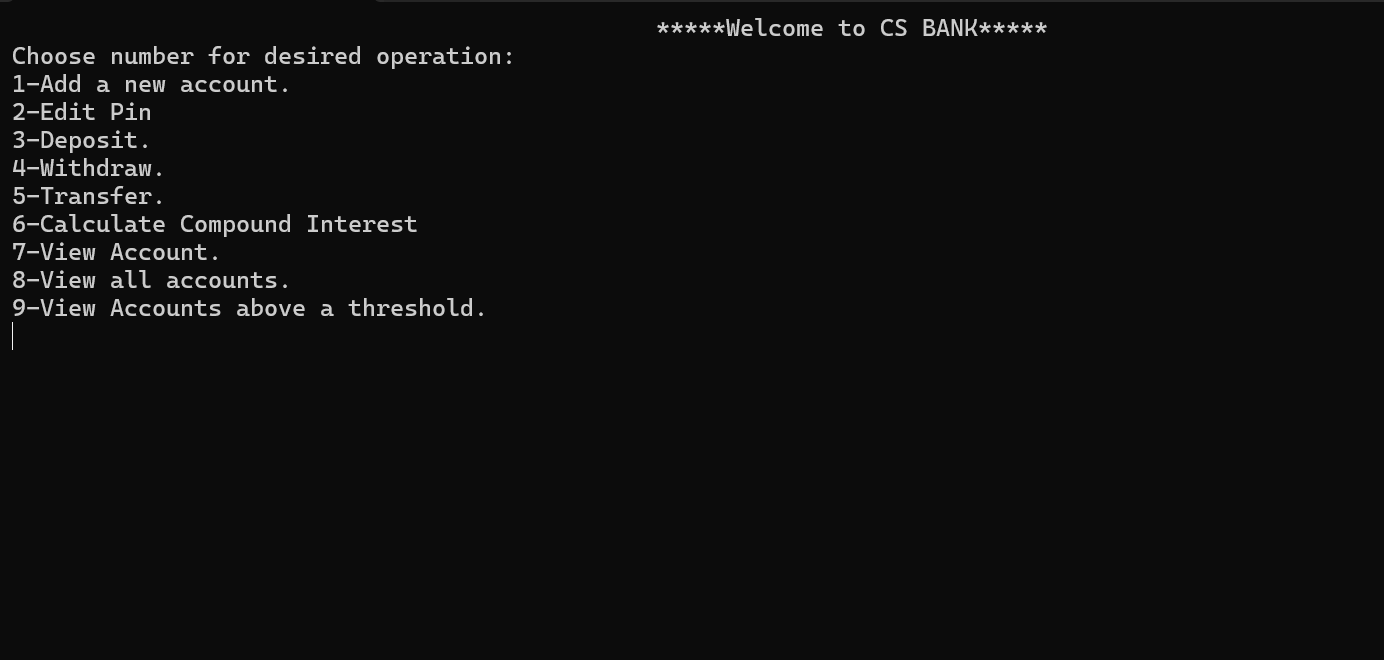 *****Welcome to CS BANK*****
Choose number for desired operation:
1-Add a new account.
2-Edit Pin
3-Deposit.
4-Withdraw.
5-Transfer.
6-Calculate Compound Interest
7-View Account.
8-View all accounts.
9-View Accounts above a threshold.